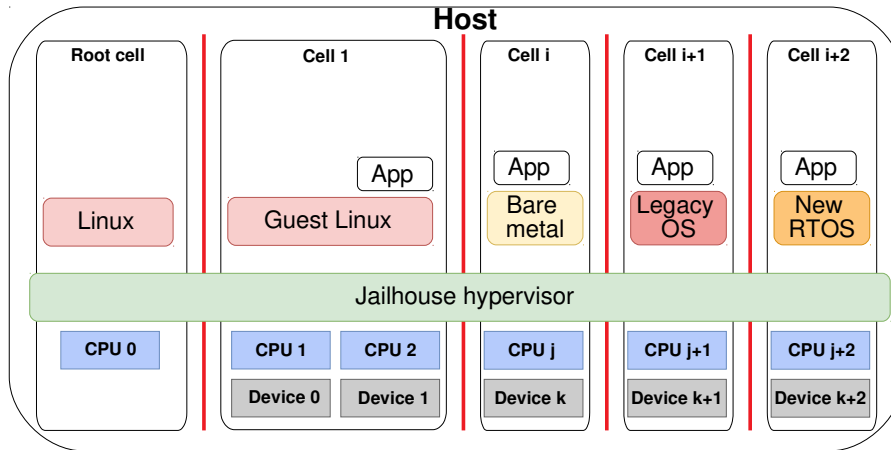 Host
Root cell
Cell 1
Cell i
Cell i+1
Cell i+2
App
App
App
App
Linux
Guest Linux
Bare
metal
Legacy
OS
New
RTOS
Jailhouse hypervisor
CPU 0
CPU 1
CPU 2
CPU j
CPU j+1
CPU j+2
Device 0
Device 1
Device k
Device k+1
Device k+2